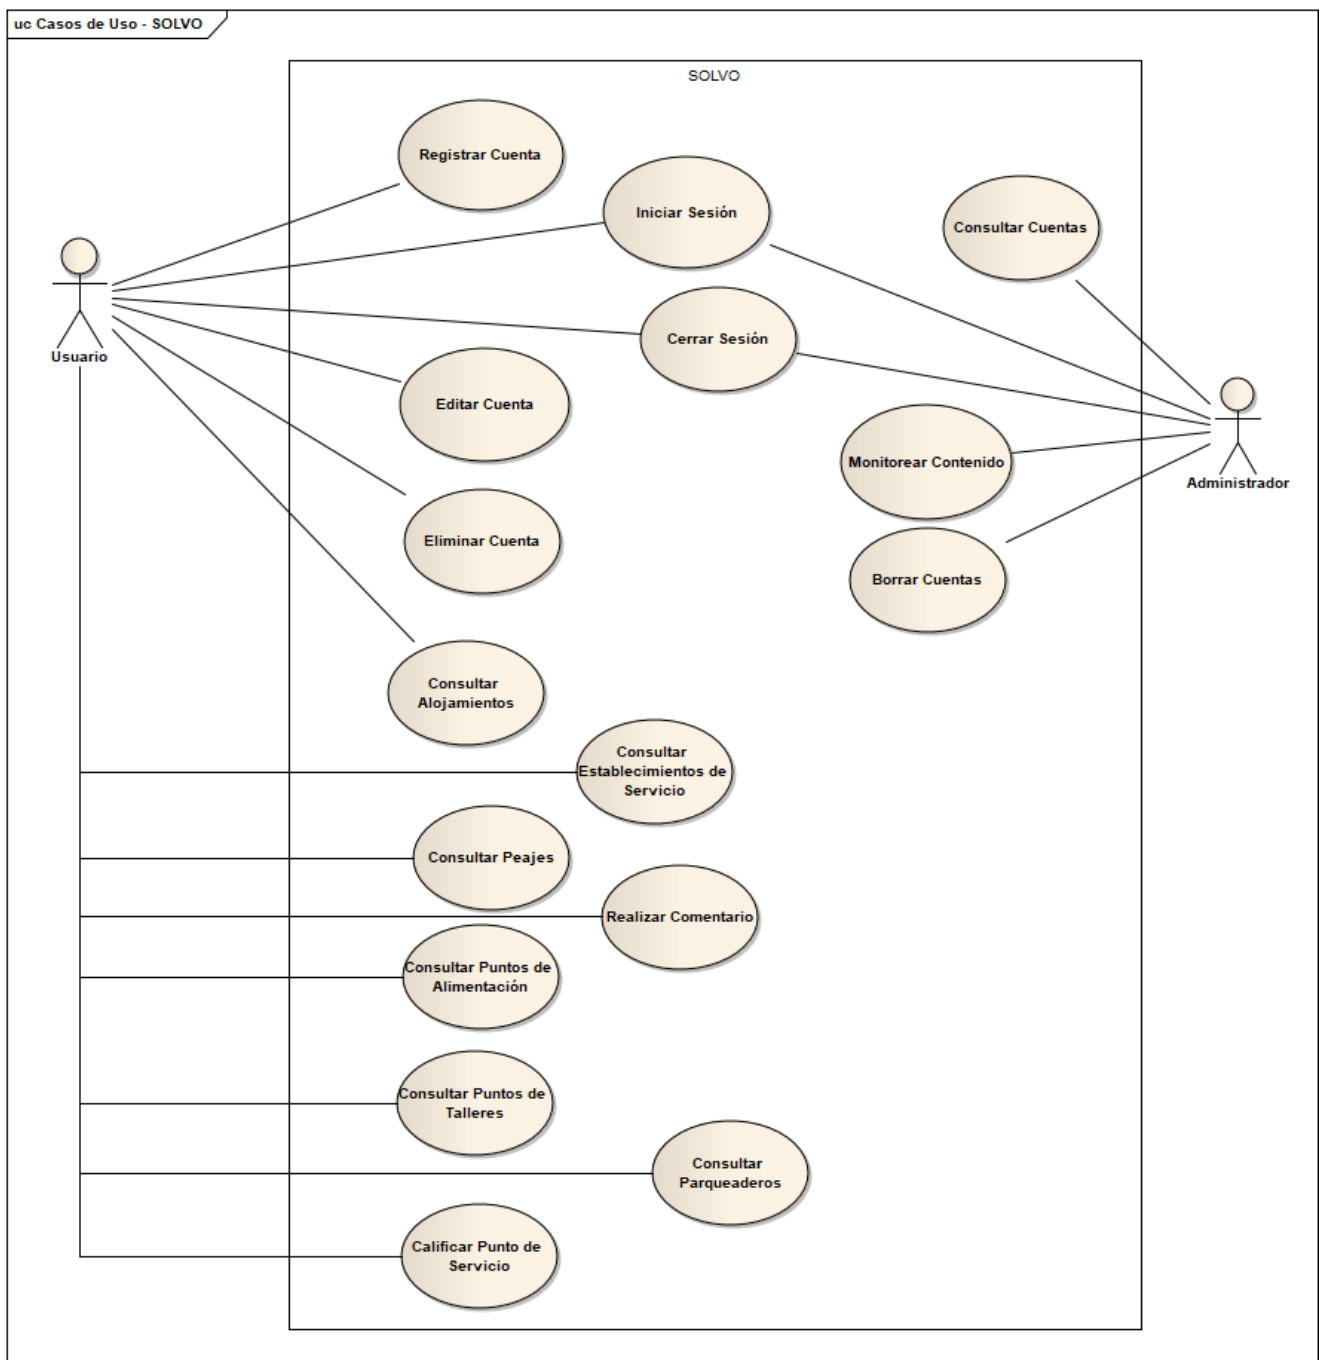 uc Casos de Uso - SOLVO
SOLVO
Registrar Cuenta
Iniciar Sesión
Consultar Cuentas
Usuario
Cerrar Sesión
Editar Cuenta
Monitorear Contenido
Administrador
Eliminar Cuenta
Borrar Cuentas
Consultar
Alojamientos
Consultar
Establecimientos de
Servicio
Consultar Peajes
Realizar Comentario
Consultar Puntos de
Alimentación
Consultar Puntos de
Talleres
Consultar
Parqueaderos
Calificar Punto de
Servicio